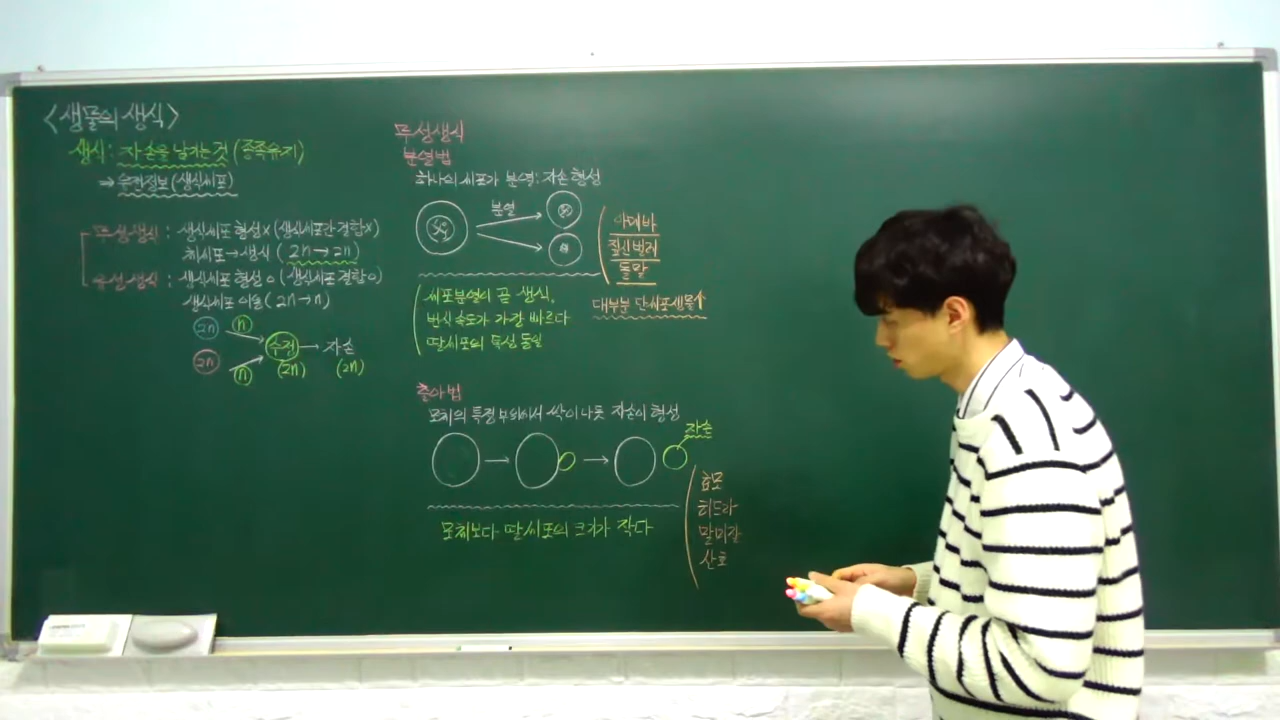 <생물의 생식>
생식: 자손을 남기는 것 (종족유지)
⇒ 유전정보(생식세포)
무성생식 : 생식세포 형성 x (생식세포간 결합x)
체세포→생식 (2n→2n)
유성생식 : 생식세포 형성 o (생식세포 결합o)
생식세포 이용 (2n→n)
2n n 수정 → 자손
2n n (2n) (2n)
무성생식
분열법
하나의 세포가 분열: 자손 형성
분열
아메바
짚신벌레
돌말
대부분 단세포생물↑
세포분열이 곧 생식.
번식 속도가 가장 빠르다
딸세포의 특성 동일
출아법
모체의 특정 부위에서 싹이 나옷 자손이 형성
자손
효모
히드라
말미잘
산호
모체보다 딸세포의 크기가 작다